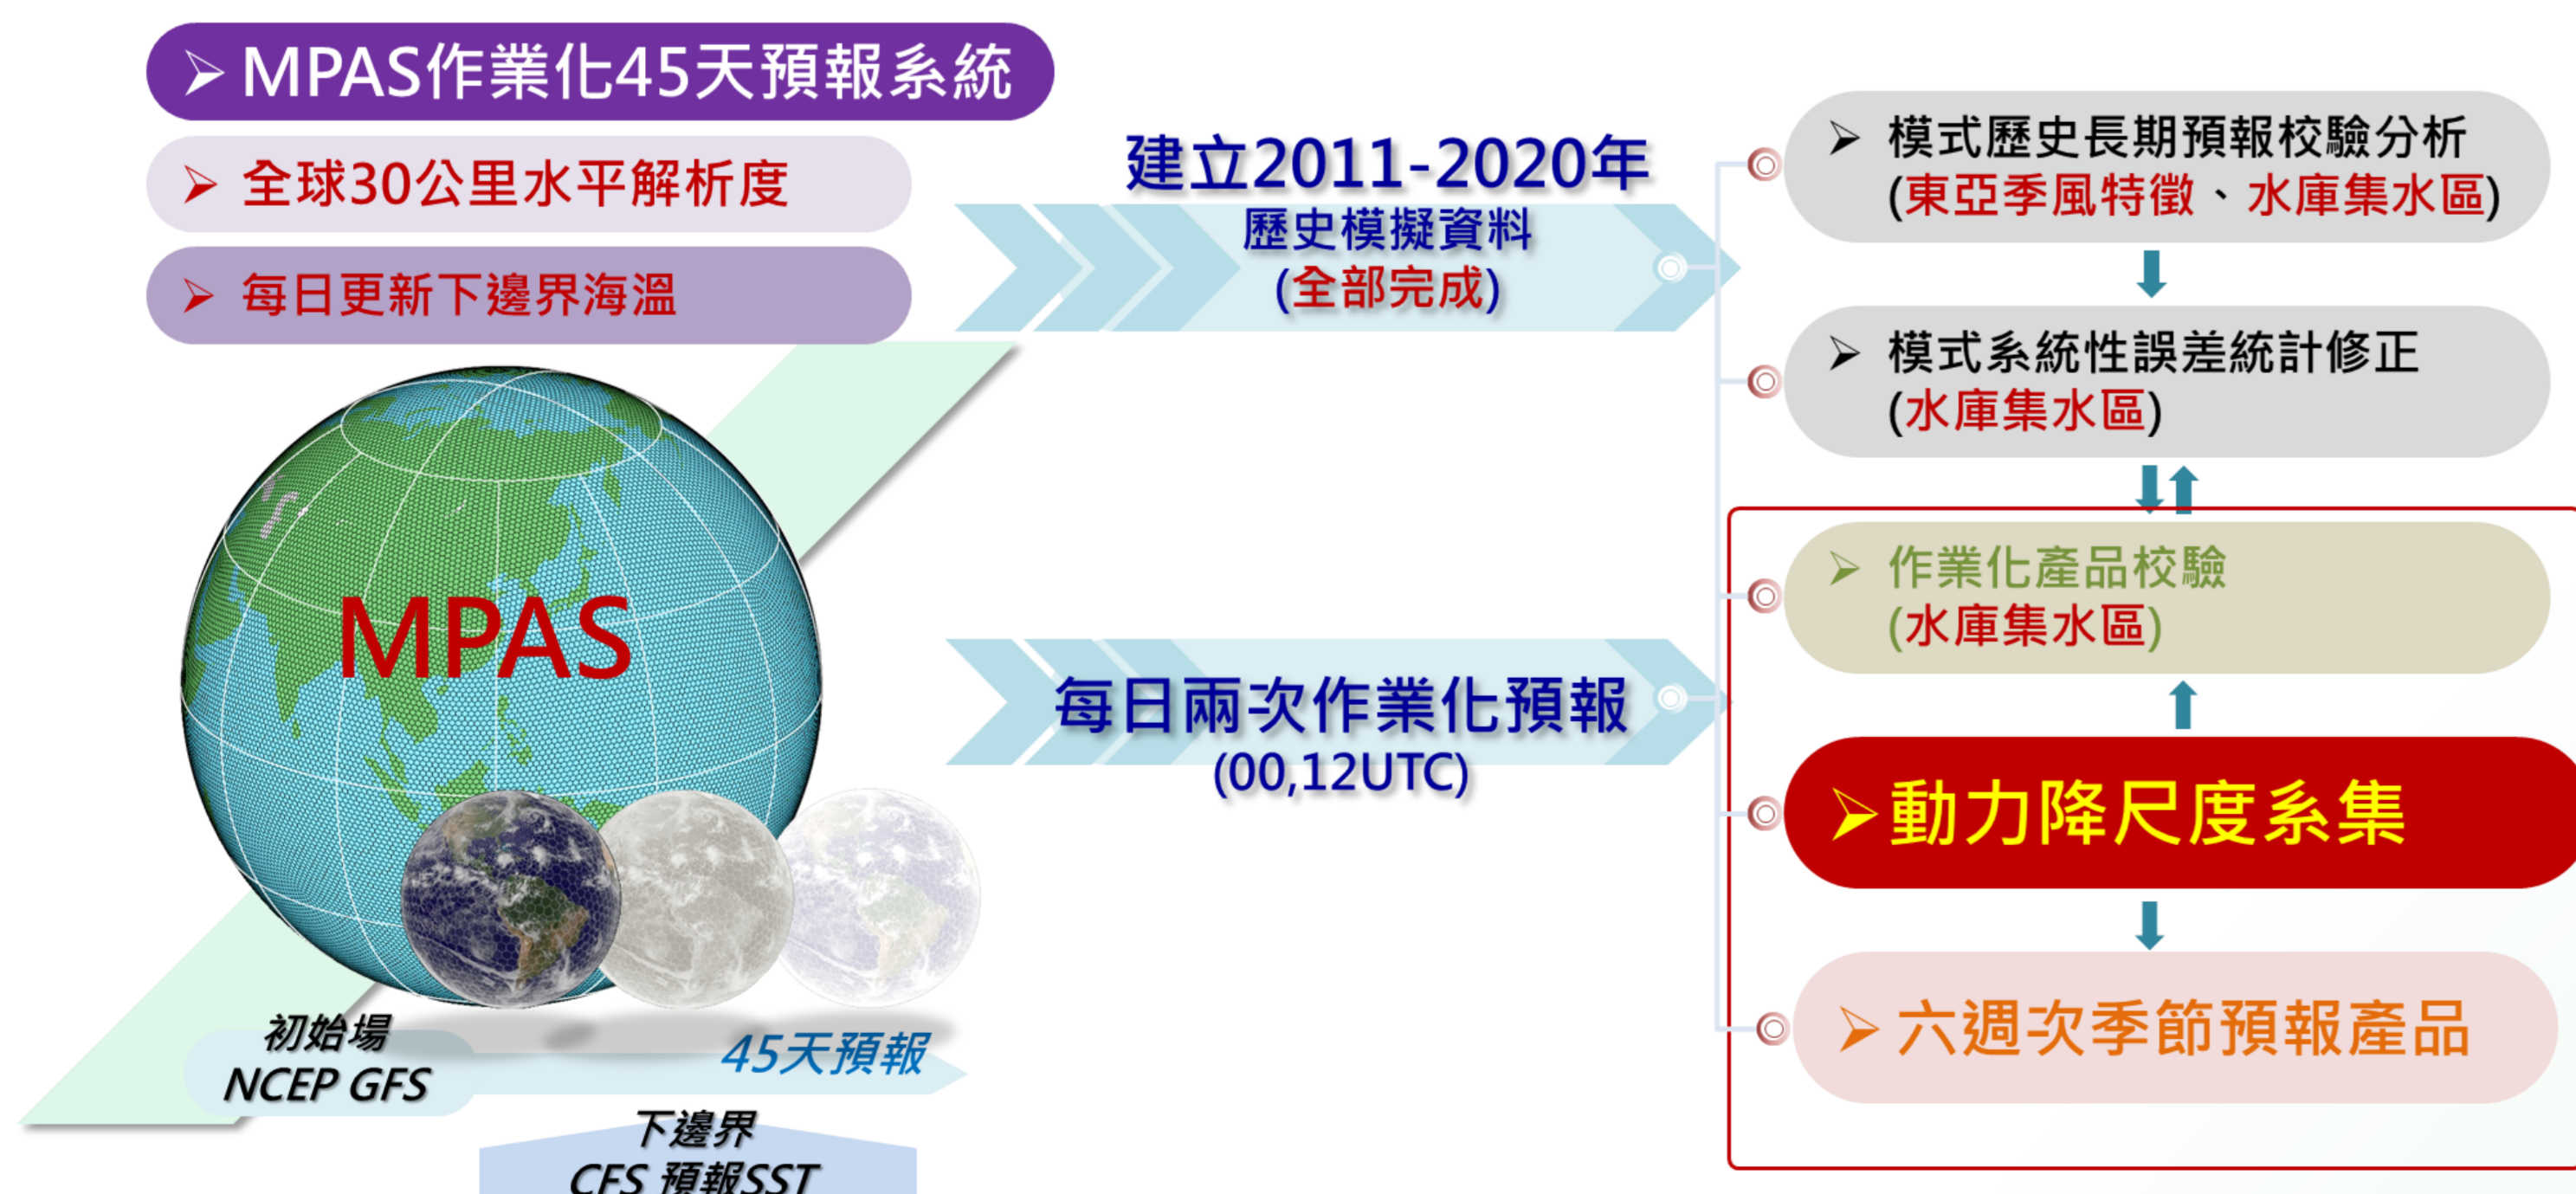 MPAS作業化45天預報系統
全球30公里水平解析度
每日更新下邊界海溫
MPAS
初始場
NCEP GFS
45天預報
下邊界
CFS 預報SST
建立2011-2020年
歷史模擬資料
(全部完成)
每日兩次作業化預報
(00,12UTC)
模式歷史長期預報校驗分析
(東亞季風特徵、水庫集水區)
模式系統性誤差統計修正
(水庫集水區)
作業化產品校驗
(水庫集水區)
動力降尺度系集
六週次季節預報產品